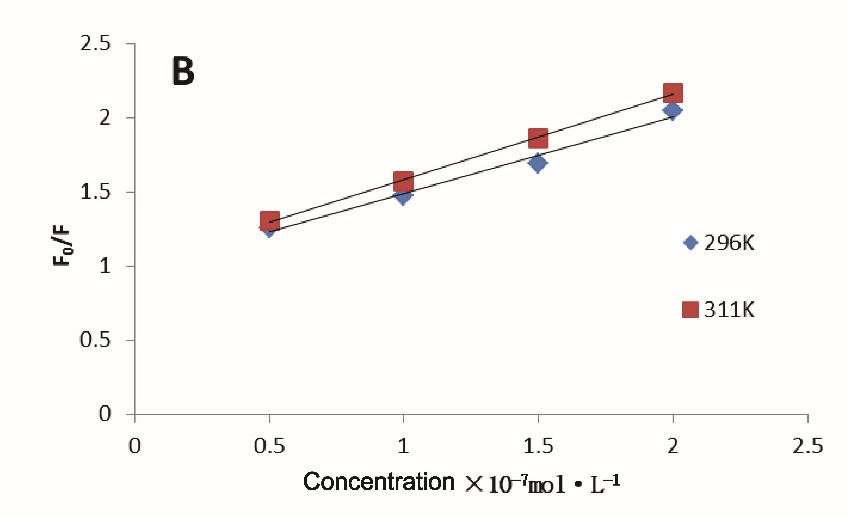 B
2.5
2
1.5
1
0.5
0
F₀/F
0 0.5 1 1.5 2 2.5
Concentration ×10⁻⁷mol·L⁻¹
296K
311K